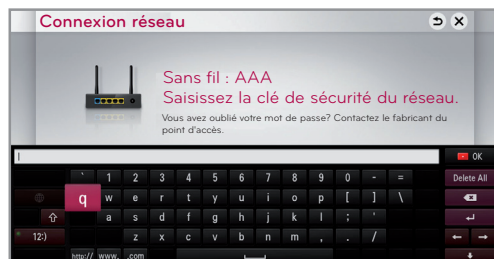 Connexion réseau
Sans fil : AAA
Saisissez la clé de sécurité du réseau.
Vous avez oublié votre mot de passe? Contactez le fabricant du
point d'accès.
OK
` 1 2 3 4 5 6 7 8 9 0 - = Delete All
q w e r t y u i o p [ ] \
a s d f g h j k l ; '
12:) z x c v b n m , . /
http:// www. .com